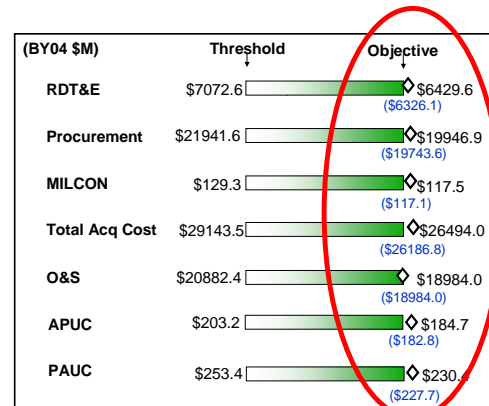 (BY04 $M) Threshold Objective
RDT&E $7072.6 $6429.6
($6326.1)
Procurement $21941.6 $19946.9
($19743.6)
MILCON $129.3 $117.5
($117.1)
Total Acq Cost $29143.5 $26494.0
($26186.8)
O&S $20882.4 $18984.0
($18984.0)
APUC $203.2 $184.7
($182.8)
PAUC $253.4 $230.4
($227.7)